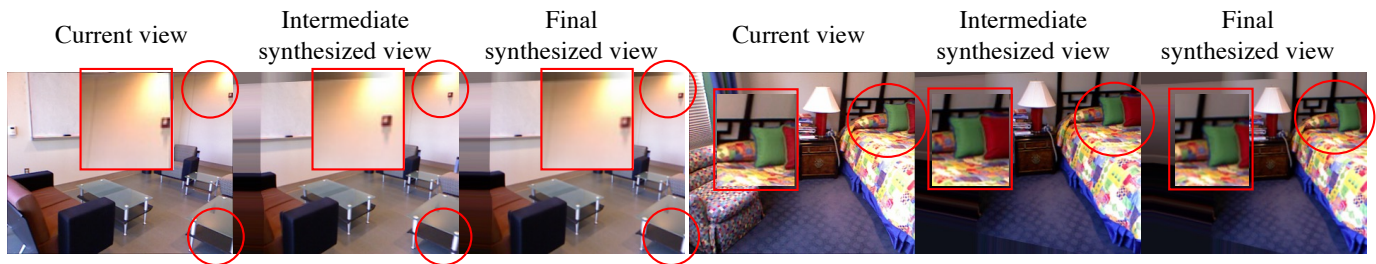 Current view
Intermediate
synthesized view
Final
synthesized view
Current view
Intermediate
synthesized view
Final
synthesized view